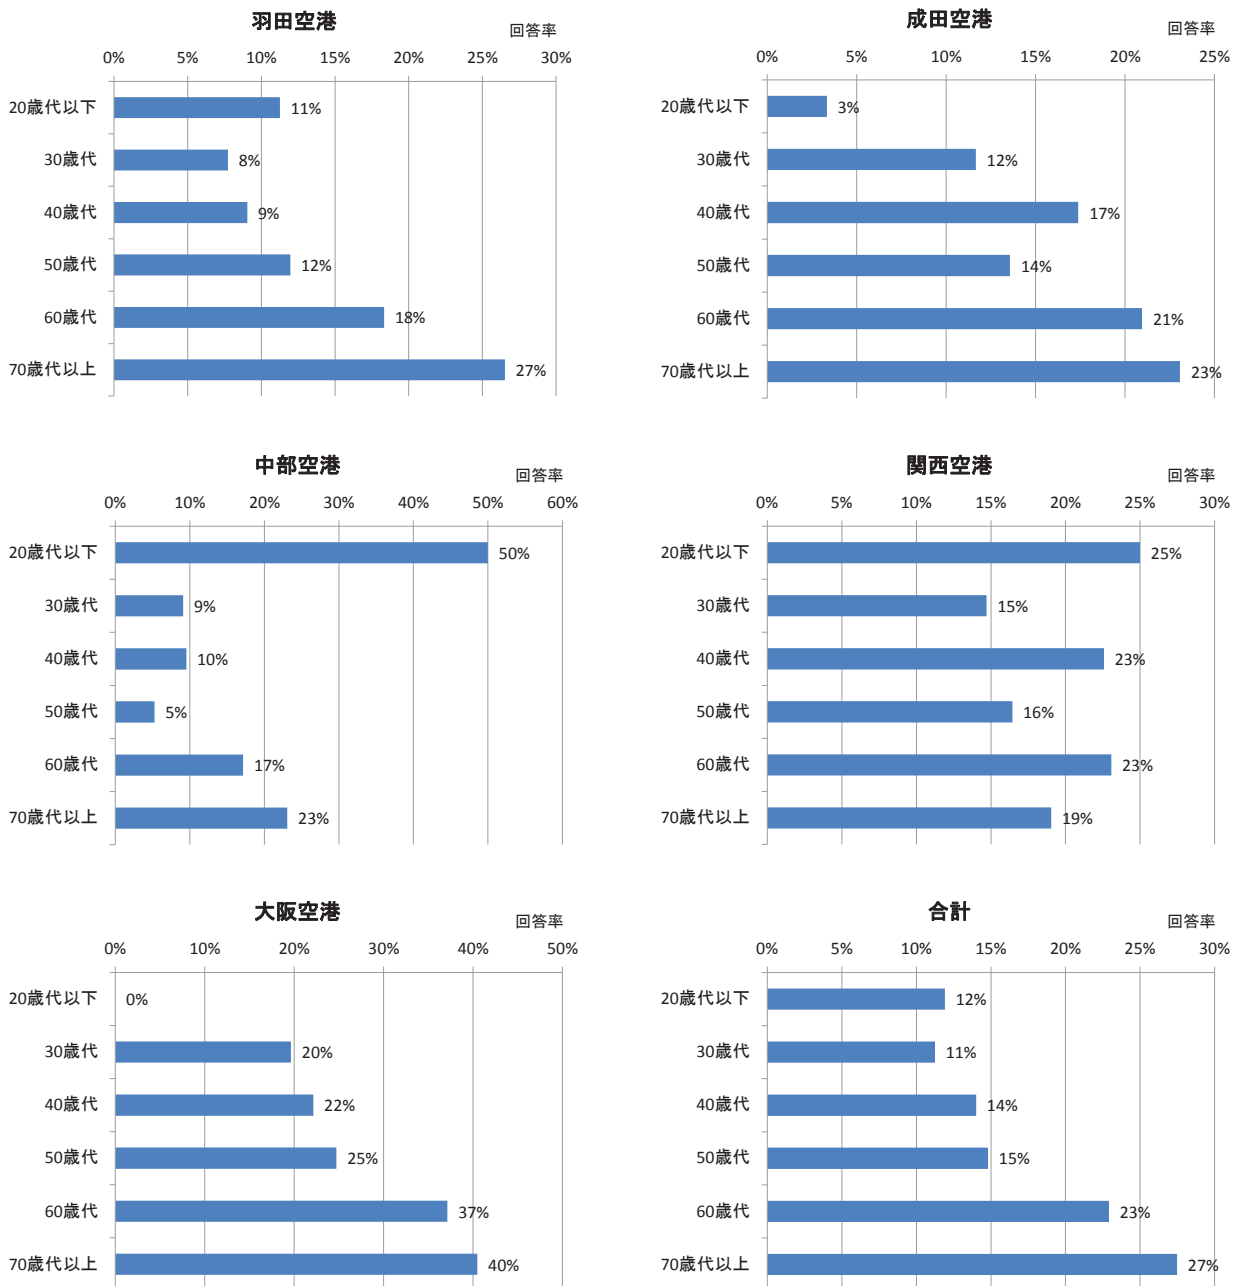 羽田空港
回答率
0% 5% 10% 15% 20% 25% 30%
20歳代以下 11%
30歳代 8%
40歳代 9%
50歳代 12%
60歳代 18%
70歳代以上 27%
成田空港
回答率
0% 5% 10% 15% 20% 25%
20歳代以下 3%
30歳代 12%
40歳代 17%
50歳代 14%
60歳代 21%
70歳代以上 23%
中部空港
回答率
0% 10% 20% 30% 40% 50% 60%
20歳代以下 50%
30歳代 9%
40歳代 10%
50歳代 5%
60歳代 17%
70歳代以上 23%
関西空港
回答率
0% 5% 10% 15% 20% 25% 30%
20歳代以下 25%
30歳代 15%
40歳代 23%
50歳代 16%
60歳代 23%
70歳代以上 19%
大阪空港
回答率
0% 10% 20% 30% 40% 50%
20歳代以下 0%
30歳代 20%
40歳代 22%
50歳代 25%
60歳代 37%
70歳代以上 40%
合計
回答率
0% 5% 10% 15% 20% 25% 30%
20歳代以下 12%
30歳代 11%
40歳代 14%
50歳代 15%
60歳代 23%
70歳代以上 27%